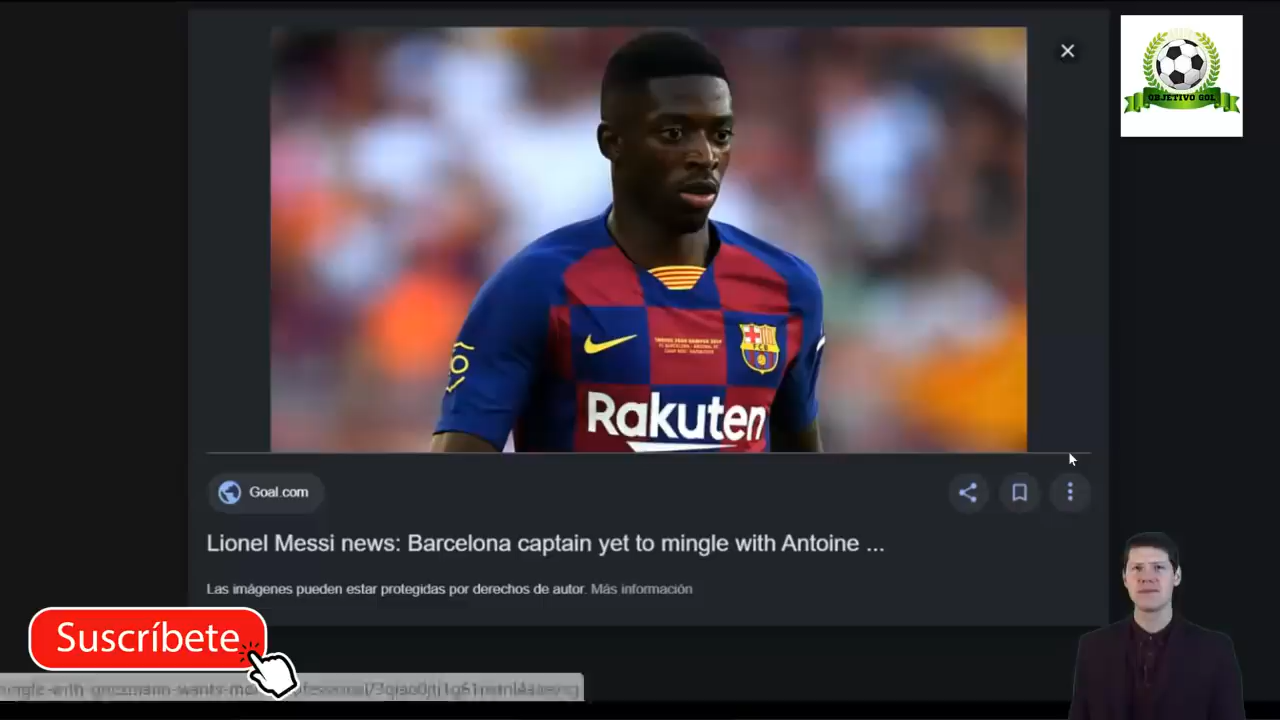 OBJETIVO GOL
FCB
Rakuten
Goal.com
Lionel Messi news: Barcelona captain yet to mingle with Antoine ...
Las imágenes pueden estar protegidas por derechos de autor. Más información
Suscríbete